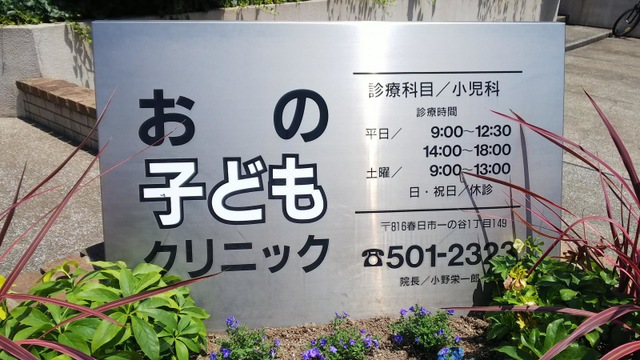 おの
子ども
クリニック
診療科目／小児科
診療時間
平日／ 9:00～12:30
14:00～18:00
土曜／ 9:00～13:00
日・祝日／休診
〒816春日市一の谷1丁目149
☎501-2323
院長／小野栄一郎